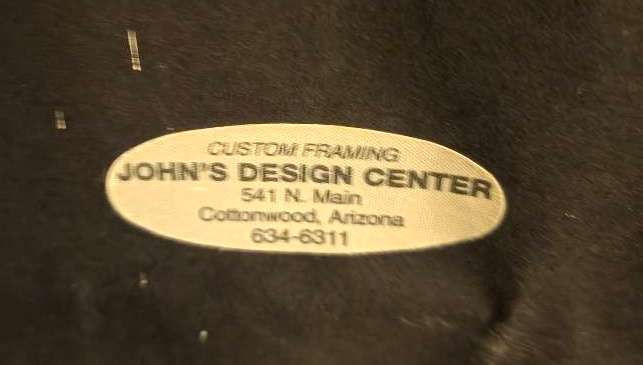 CUSTOM FRAMING
JOHN'S DESIGN CENTER
541 N. Main
Cottonwood, Arizona
634-6311